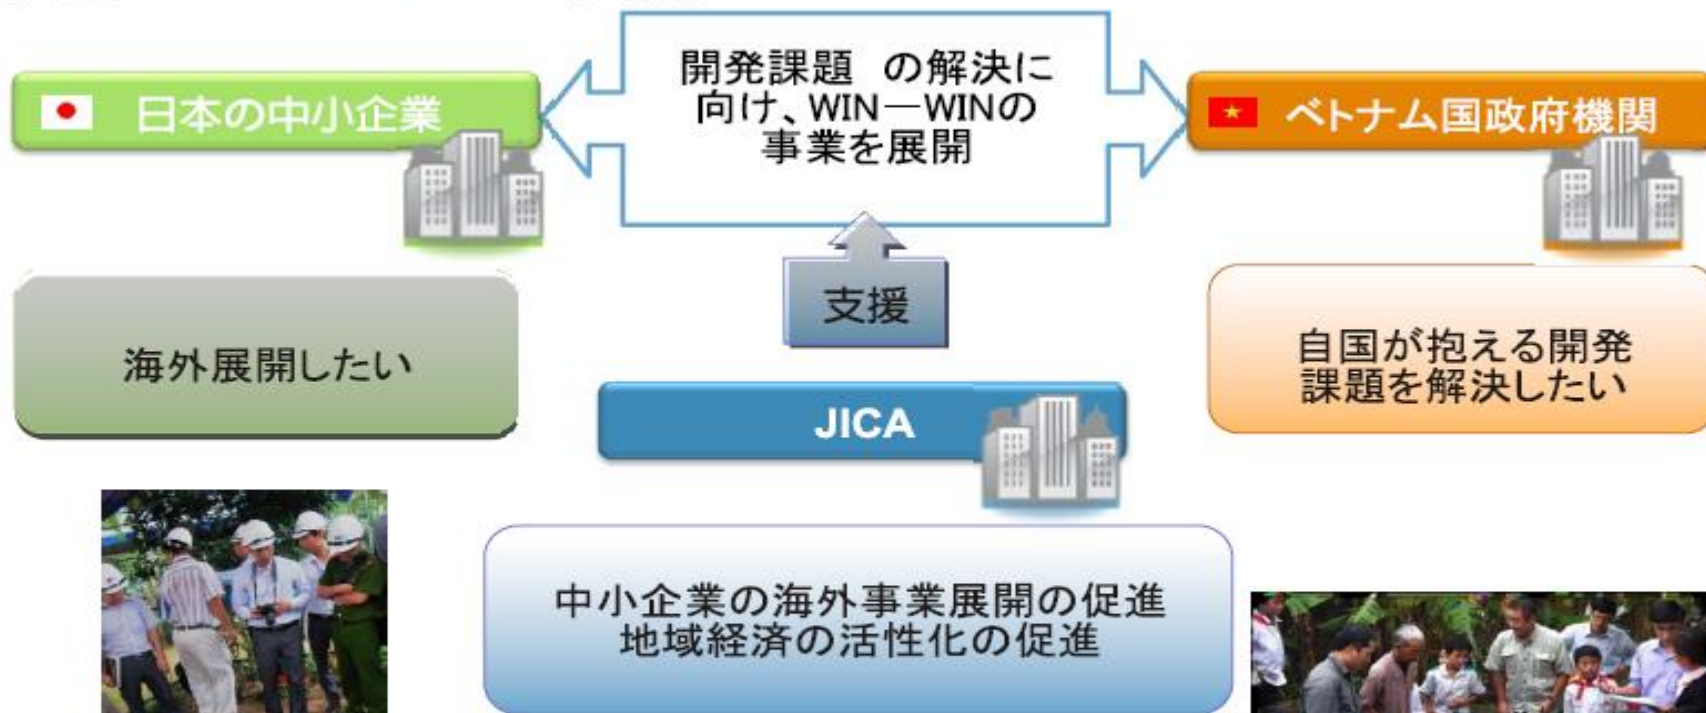 開発課題 の解決に
向け、WIN―WINの
事業を展開
日本の中小企業
ベトナム国政府機関
支援
海外展開したい
自国が抱える開発
課題を解決したい
JICA
中小企業の海外事業展開の促進
地域経済の活性化の促進